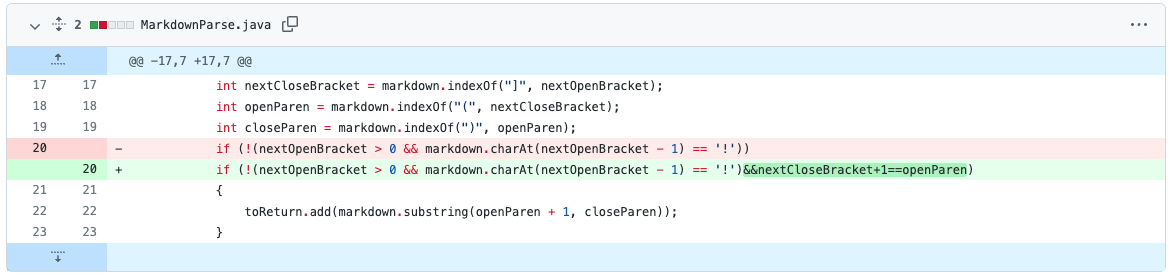 2 MarkdownParse.java
@@ -17,7 +17,7 @@
17 17 int nextCloseBracket = markdown.indexOf("]", nextOpenBracket);
18 18 int openParen = markdown.indexOf("(", nextCloseBracket);
19 19 int closeParen = markdown.indexOf(")", openParen);
20 - if (!(nextOpenBracket > 0 && markdown.charAt(nextOpenBracket - 1) == '!'))
20 + if (!(nextOpenBracket > 0 && markdown.charAt(nextOpenBracket - 1) == '!')&&nextCloseBracket+1==openParen)
21 21 {
22 22 toReturn.add(markdown.substring(openParen + 1, closeParen));
23 23 }